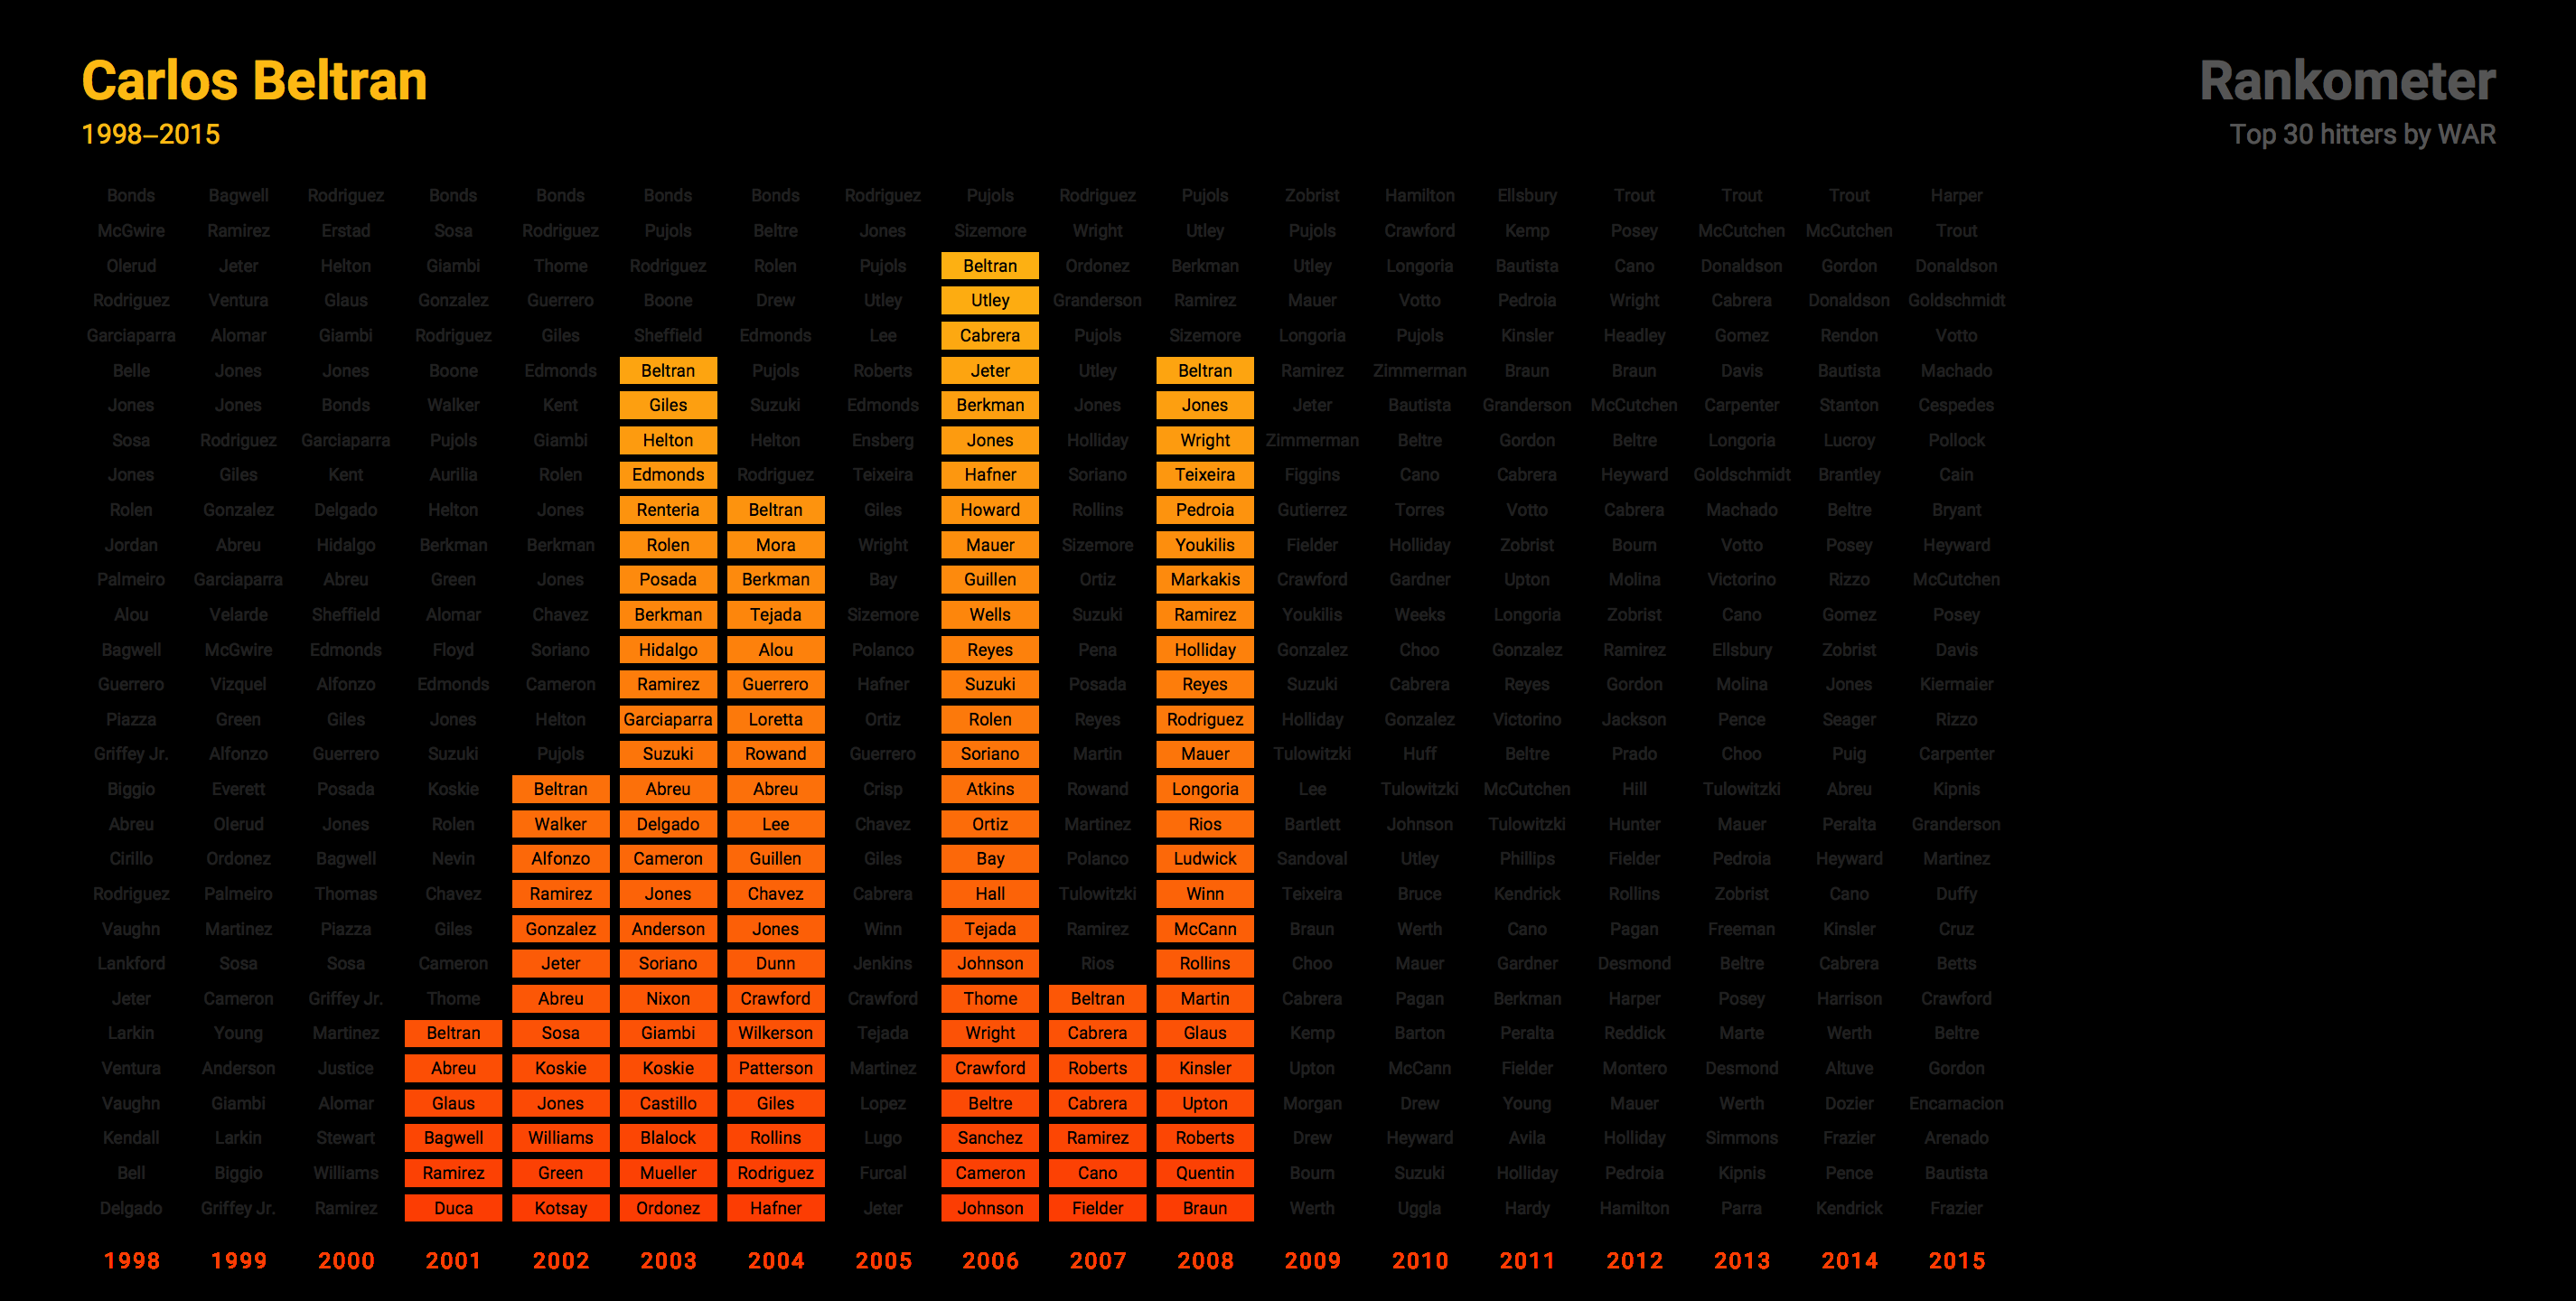 Carlos Beltran
1998–2015
Rankometer
Top 30 hitters by WAR
Bonds Bagwell Rodriguez Bonds Bonds Bonds Bonds Rodriguez Pujols Rodriguez Pujols Zobrist Hamilton Ellsbury Trout Trout Trout Harper
McGwire Ramirez Erstad Sosa Rodriguez Pujols Beltre Jones Sizemore Wright Utley Pujols Crawford Kemp Posey McCutchen McCutchen Trout
Olerud Jeter Helton Giambi Thome Rodriguez Rolen Pujols Beltran Ordonez Berkman Utley Longoria Bautista Cano Donaldson Gordon Donaldson
Rodriguez Ventura Glaus Gonzalez Guerrero Boone Drew Utley Utley Granderson Ramirez Mauer Votto Pedroia Wright Cabrera Donaldson Goldschmidt
Garciaparra Alomar Giambi Rodriguez Giles Sheffield Edmonds Lee Cabrera Pujols Sizemore Longoria Pujols Kinsler Headley Gomez Rendon Votto
Belle Jones Jones Boone Edmonds Beltran Pujols Roberts Jeter Utley Beltran Ramirez Zimmerman Braun Braun Davis Bautista Machado
Jones Jones Bonds Walker Kent Giles Suzuki Edmonds Berkman Jones Jones Jeter Bautista Granderson McCutchen Carpenter Stanton Cespedes
Sosa Rodriguez Garciaparra Pujols Giambi Helton Helton Ensberg Jones Holliday Wright Zimmerman Beltre Gordon Beltre Longoria Lucroy Pollock
Jones Giles Kent Aurilia Rolen Edmonds Rodriguez Teixeira Hafner Soriano Teixeira Figgins Cano Cabrera Heyward Goldschmidt Brantley Cain
Rolen Gonzalez Delgado Helton Jones Renteria Beltran Giles Howard Rollins Pedroia Gutierrez Torres Votto Cabrera Machado Beltre Bryant
Jordan Abreu Hidalgo Berkman Berkman Rolen Mora Wright Mauer Sizemore Youkilis Fielder Holliday Zobrist Bourn Votto Posey Heyward
Palmeiro Garciaparra Abreu Green Jones Posada Berkman Bay Guillen Ortiz Markakis Crawford Gardner Upton Molina Victorino Rizzo McCutchen
Alou Velarde Sheffield Alomar Chavez Berkman Tejada Sizemore Wells Suzuki Ramirez Youkilis Weeks Longoria Zobrist Cano Gomez Posey
Bagwell McGwire Edmonds Floyd Soriano Hidalgo Alou Polanco Reyes Pena Holliday Gonzalez Choo Gonzalez Ramirez Ellsbury Zobrist Davis
Guerrero Vizquel Alfonzo Edmonds Cameron Ramirez Guerrero Hafner Suzuki Posada Reyes Suzuki Cabrera Reyes Gordon Molina Jones Kiermaier
Piazza Green Giles Jones Helton Garciaparra Loretta Ortiz Rolen Reyes Rodriguez Holliday Gonzalez Victorino Jackson Pence Seager Rizzo
Griffey Jr. Alfonzo Guerrero Suzuki Pujols Suzuki Rowand Guerrero Soriano Martin Mauer Tulowitzki Huff Beltre Prado Choo Puig Carpenter
Biggio Everett Posada Koskie Beltran Abreu Abreu Crisp Atkins Rowand Longoria Lee Tulowitzki McCutchen Hill Tulowitzki Abreu Kipnis
Abreu Olerud Jones Rolen Walker Delgado Lee Chavez Ortiz Martinez Rios Bartlett Johnson Tulowitzki Hunter Mauer Peralta Granderson
Cirillo Ordonez Bagwell Nevin Alfonzo Cameron Guillen Giles Bay Polanco Ludwick Sandoval Utley Phillips Fielder Pedroia Heyward Martinez
Rodriguez Palmeiro Thomas Chavez Ramirez Jones Chavez Cabrera Hall Tulowitzki Winn Teixeira Bruce Kendrick Rollins Zobrist Cano Duffy
Vaughn Martinez Piazza Giles Gonzalez Anderson Jones Winn Tejada Ramirez McCann Braun Werth Cano Pagan Freeman Kinsler Cruz
Lankford Sosa Sosa Cameron Jeter Soriano Dunn Jenkins Johnson Rios Rollins Choo Mauer Gardner Desmond Beltre Cabrera Betts
Jeter Cameron Griffey Jr. Thome Abreu Nixon Crawford Crawford Thome Beltran Martin Cabrera Pagan Berkman Harper Posey Harrison Crawford
Larkin Young Martinez Beltran Sosa Giambi Wilkerson Tejada Wright Cabrera Glaus Kemp Barton Peralta Reddick Marte Werth Beltre
Ventura Anderson Justice Abreu Koskie Koskie Patterson Martinez Crawford Roberts Kinsler Upton McCann Fielder Montero Desmond Altuve Gordon
Vaughn Giambi Alomar Glaus Jones Castillo Giles Lopez Beltre Cabrera Upton Morgan Drew Young Mauer Werth Dozier Encarnacion
Kendall Larkin Stewart Bagwell Williams Blalock Rollins Lugo Sanchez Ramirez Roberts Drew Heyward Avila Holliday Simmons Frazier Arenado
Bell Biggio Williams Ramirez Green Mueller Rodriguez Furcal Cameron Cano Quentin Bourn Suzuki Holliday Pedroia Kipnis Pence Bautista
Delgado Griffey Jr. Ramirez Duca Kotsay Ordonez Hafner Jeter Johnson Fielder Braun Werth Uggla Hardy Hamilton Parra Kendrick Frazier
1998 1999 2000 2001 2002 2003 2004 2005 2006 2007 2008 2009 2010 2011 2012 2013 2014 2015